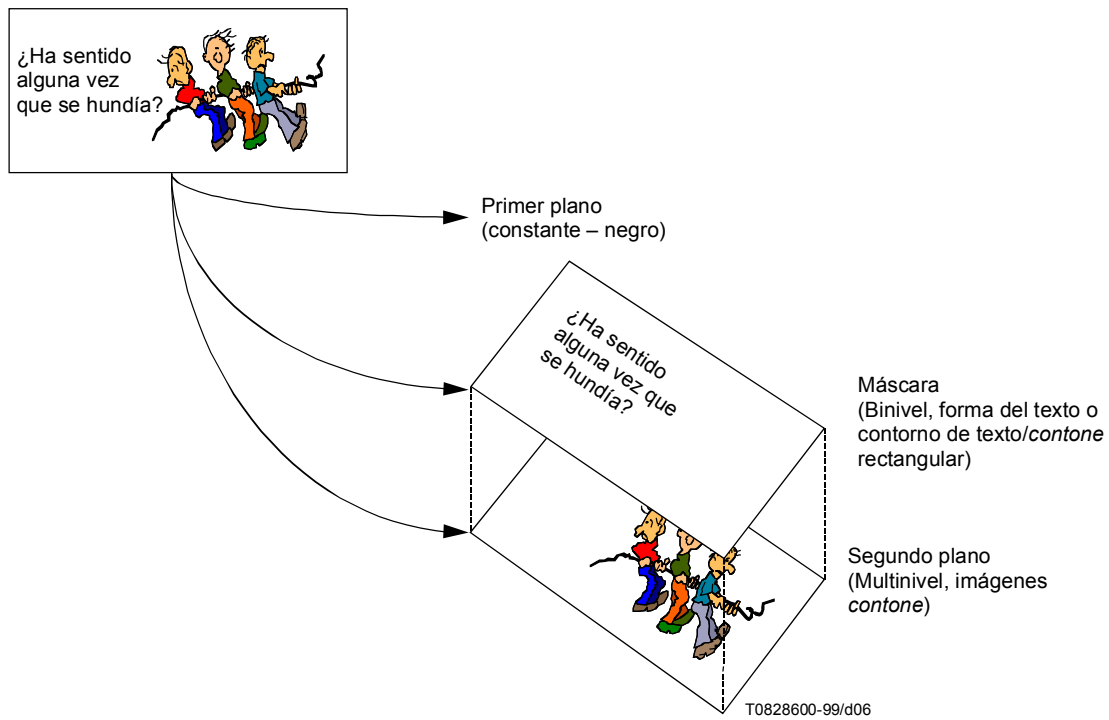 ¿Ha sentido
alguna vez
que se hundía?
Primer plano
(constante – negro)
¿Ha sentido
alguna vez que
se hundía?
Máscara
(Binivel, forma del texto o
contorno de texto/contone
rectangular)
Segundo plano
(Multinivel, imágenes
contone)
T0828600-99/d06